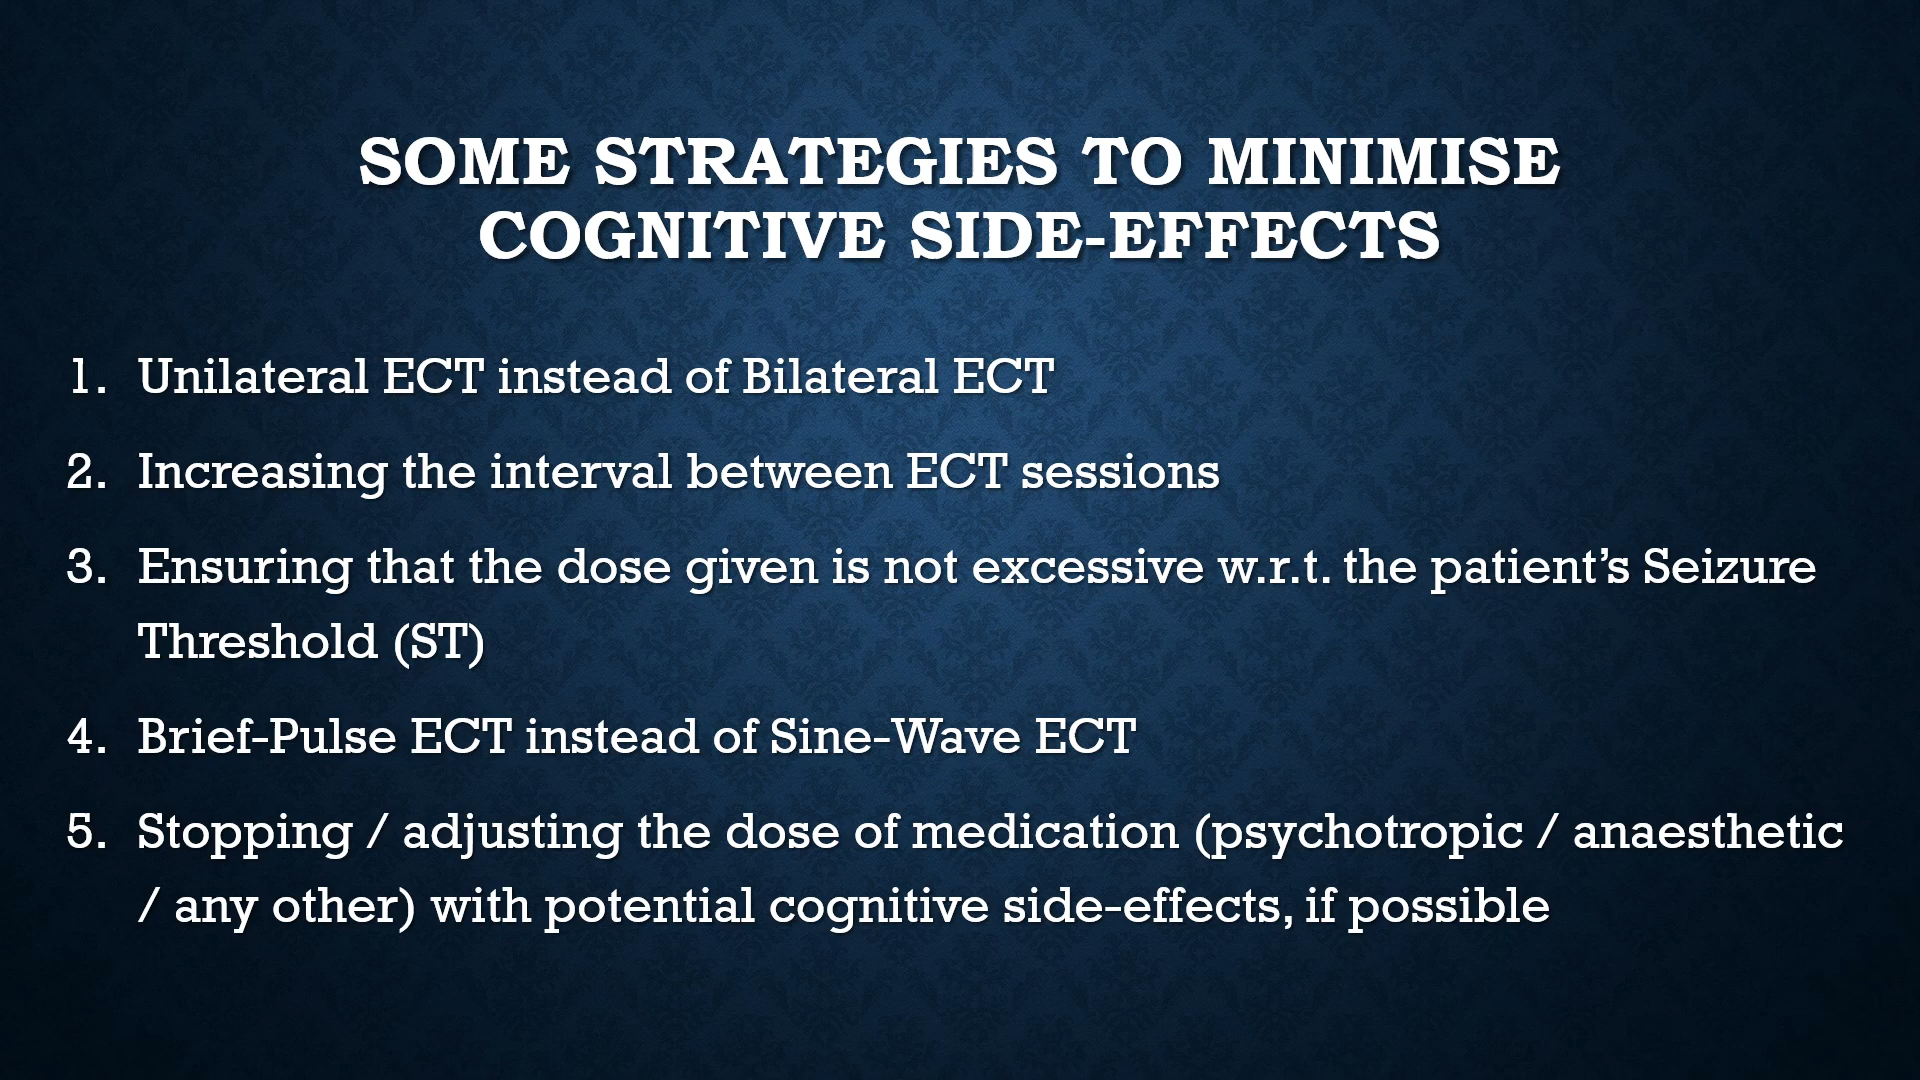 SOME STRATEGIES TO MINIMISE
COGNITIVE SIDE-EFFECTS
1. Unilateral ECT instead of Bilateral ECT
2. Increasing the interval between ECT sessions
3. Ensuring that the dose given is not excessive w.r.t. the patient’s Seizure
Threshold (ST)
4. Brief-Pulse ECT instead of Sine-Wave ECT
5. Stopping / adjusting the dose of medication (psychotropic / anaesthetic
/ any other) with potential cognitive side-effects, if possible